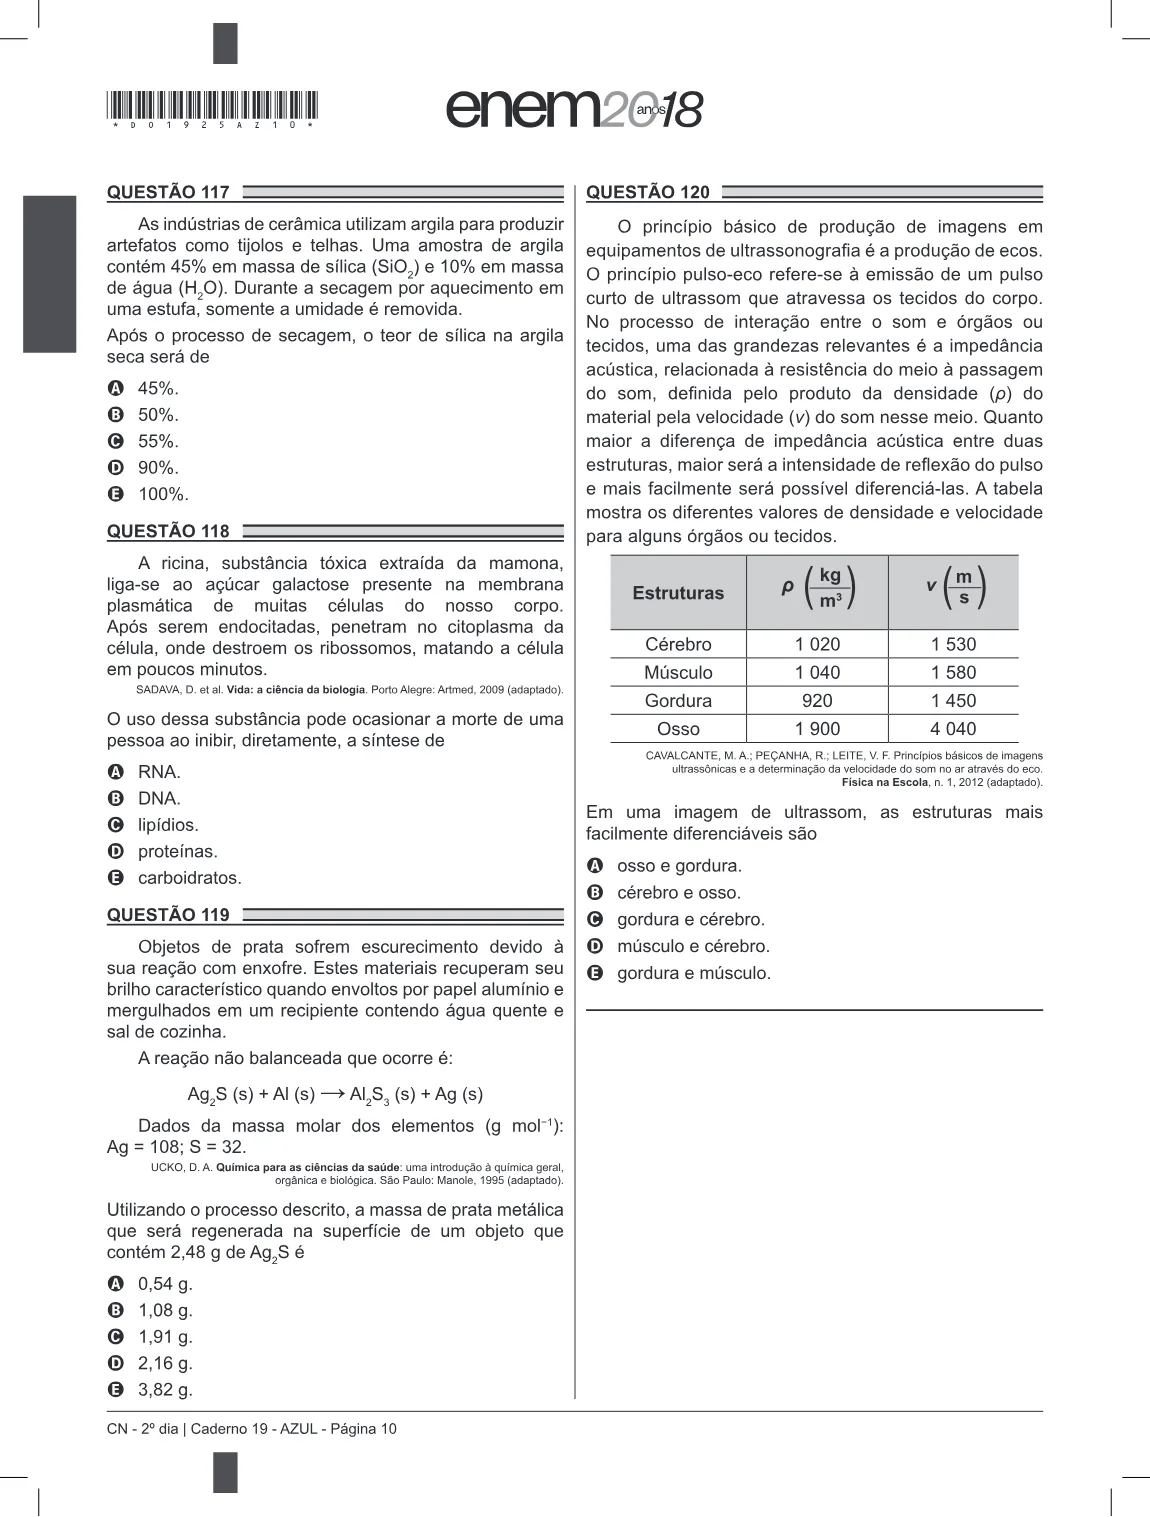 *D01925AZ10*
enem2018
anos
QUESTÃO 117
As indústrias de cerâmica utilizam argila para produzir
artefatos como tijolos e telhas. Uma amostra de argila
contém 45% em massa de sílica (SiO₂) e 10% em massa
de água (H₂O). Durante a secagem por aquecimento em
uma estufa, somente a umidade é removida.
Após o processo de secagem, o teor de sílica na argila
seca será de
A 45%.
B 50%.
C 55%.
D 90%.
E 100%.
QUESTÃO 118
A ricina, substância tóxica extraída da mamona,
liga-se ao açúcar galactose presente na membrana
plasmática de muitas células do nosso corpo.
Após serem endocitadas, penetram no citoplasma da
célula, onde destroem os ribossomos, matando a célula
em poucos minutos.
SADAVA, D. et al. Vida: a ciência da biologia. Porto Alegre: Artmed, 2009 (adaptado).
O uso dessa substância pode ocasionar a morte de uma
pessoa ao inibir, diretamente, a síntese de
A RNA.
B DNA.
C lipídios.
D proteínas.
E carboidratos.
QUESTÃO 119
Objetos de prata sofrem escurecimento devido à
sua reação com enxofre. Estes materiais recuperam seu
brilho característico quando envoltos por papel alumínio e
mergulhados em um recipiente contendo água quente e
sal de cozinha.
A reação não balanceada que ocorre é:
Ag₂S (s) + Al (s) → Al₂S₃ (s) + Ag (s)
Dados da massa molar dos elementos (g mol⁻¹):
Ag = 108; S = 32.
UCKO, D. A. Química para as ciências da saúde: uma introdução à química geral,
orgânica e biológica. São Paulo: Manole, 1995 (adaptado).
Utilizando o processo descrito, a massa de prata metálica
que será regenerada na superfície de um objeto que
contém 2,48 g de Ag₂S é
A 0,54 g.
B 1,08 g.
C 1,91 g.
D 2,16 g.
E 3,82 g.
QUESTÃO 120
O princípio básico de produção de imagens em
equipamentos de ultrassonografia é a produção de ecos.
O princípio pulso-eco refere-se à emissão de um pulso
curto de ultrassom que atravessa os tecidos do corpo.
No processo de interação entre o som e órgãos ou
tecidos, uma das grandezas relevantes é a impedância
acústica, relacionada à resistência do meio à passagem
do som, definida pelo produto da densidade (ρ) do
material pela velocidade (v) do som nesse meio. Quanto
maior a diferença de impedância acústica entre duas
estruturas, maior será a intensidade de reflexão do pulso
e mais facilmente será possível diferenciá-las. A tabela
mostra os diferentes valores de densidade e velocidade
para alguns órgãos ou tecidos.
Estruturas ρ (kg/m³) v (m/s)
Cérebro 1 020 1 530
Músculo 1 040 1 580
Gordura 920 1 450
Osso 1 900 4 040
CAVALCANTE, M. A.; PEÇANHA, R.; LEITE, V. F. Princípios básicos de imagens
ultrassônicas e a determinação da velocidade do som no ar através do eco.
Física na Escola, n. 1, 2012 (adaptado).
Em uma imagem de ultrassom, as estruturas mais
facilmente diferenciáveis são
A osso e gordura.
B cérebro e osso.
C gordura e cérebro.
D músculo e cérebro.
E gordura e músculo.
CN - 2º dia | Caderno 19 - AZUL - Página 10